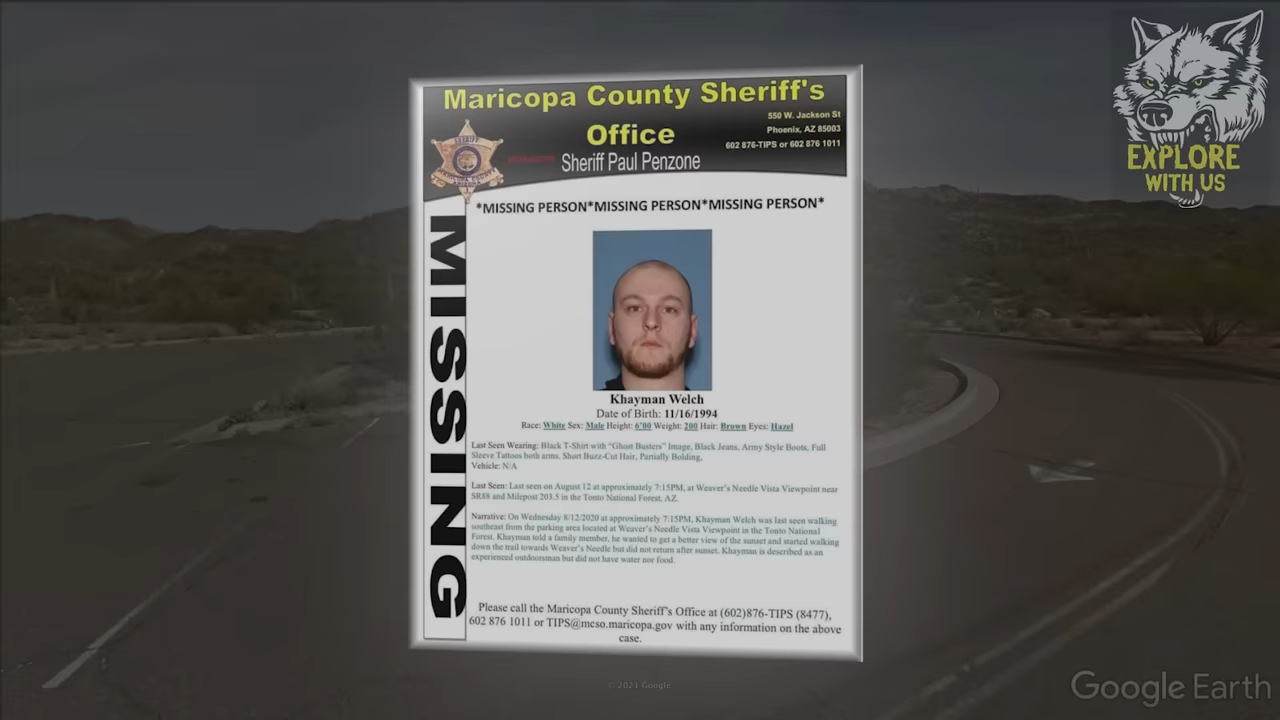 Maricopa County Sheriff's
Office
550 W. Jackson St
Phoenix, AZ 85003
602 876-TIPS or 602 876 1011
Sheriff Paul Penzone
*MISSING PERSON*MISSING PERSON*MISSING PERSON*
MISSING
Khayman Welch
Date of Birth: 11/16/1994
Race: White Sex: Male Height: 6'00 Weight: 200 Hair: Brown Eyes: Hazel
Last Seen Wearing: Black T-Shirt with "Ghost Busters" Image, Black Jeans, Army Style Boots, Full
Sleeve Tattoos both arms, Short Buzz-Cut Hair, Partially Bolding,
Vehicle: N/A
Last Seen: Last seen on August 12 at approximately 7:15PM, at Weaver's Needle Vista Viewpoint near
SR88 and Milepost 203.5 in the Tonto National Forest, AZ.
Narrative: On Wednesday 8/12/2020 at approximately 7:15PM, Khayman Welch was last seen walking
southeast from the parking area located at Weaver's Needle Vista Viewpoint in the Tonto National
Forest. Khayman told a family member, he wanted to get a better view of the sunset and started walking
down the trail towards Weaver's Needle but did not return after sunset. Khayman is described as an
experienced outdoorsman but did not have water nor food.
Please call the Maricopa County Sheriff's Office at (602)876-TIPS (8477),
602 876 1011 or TIPS@mcso.maricopa.gov with any information on the above
case.
EXPLORE
WITH US
© 2021 Google
Google Earth